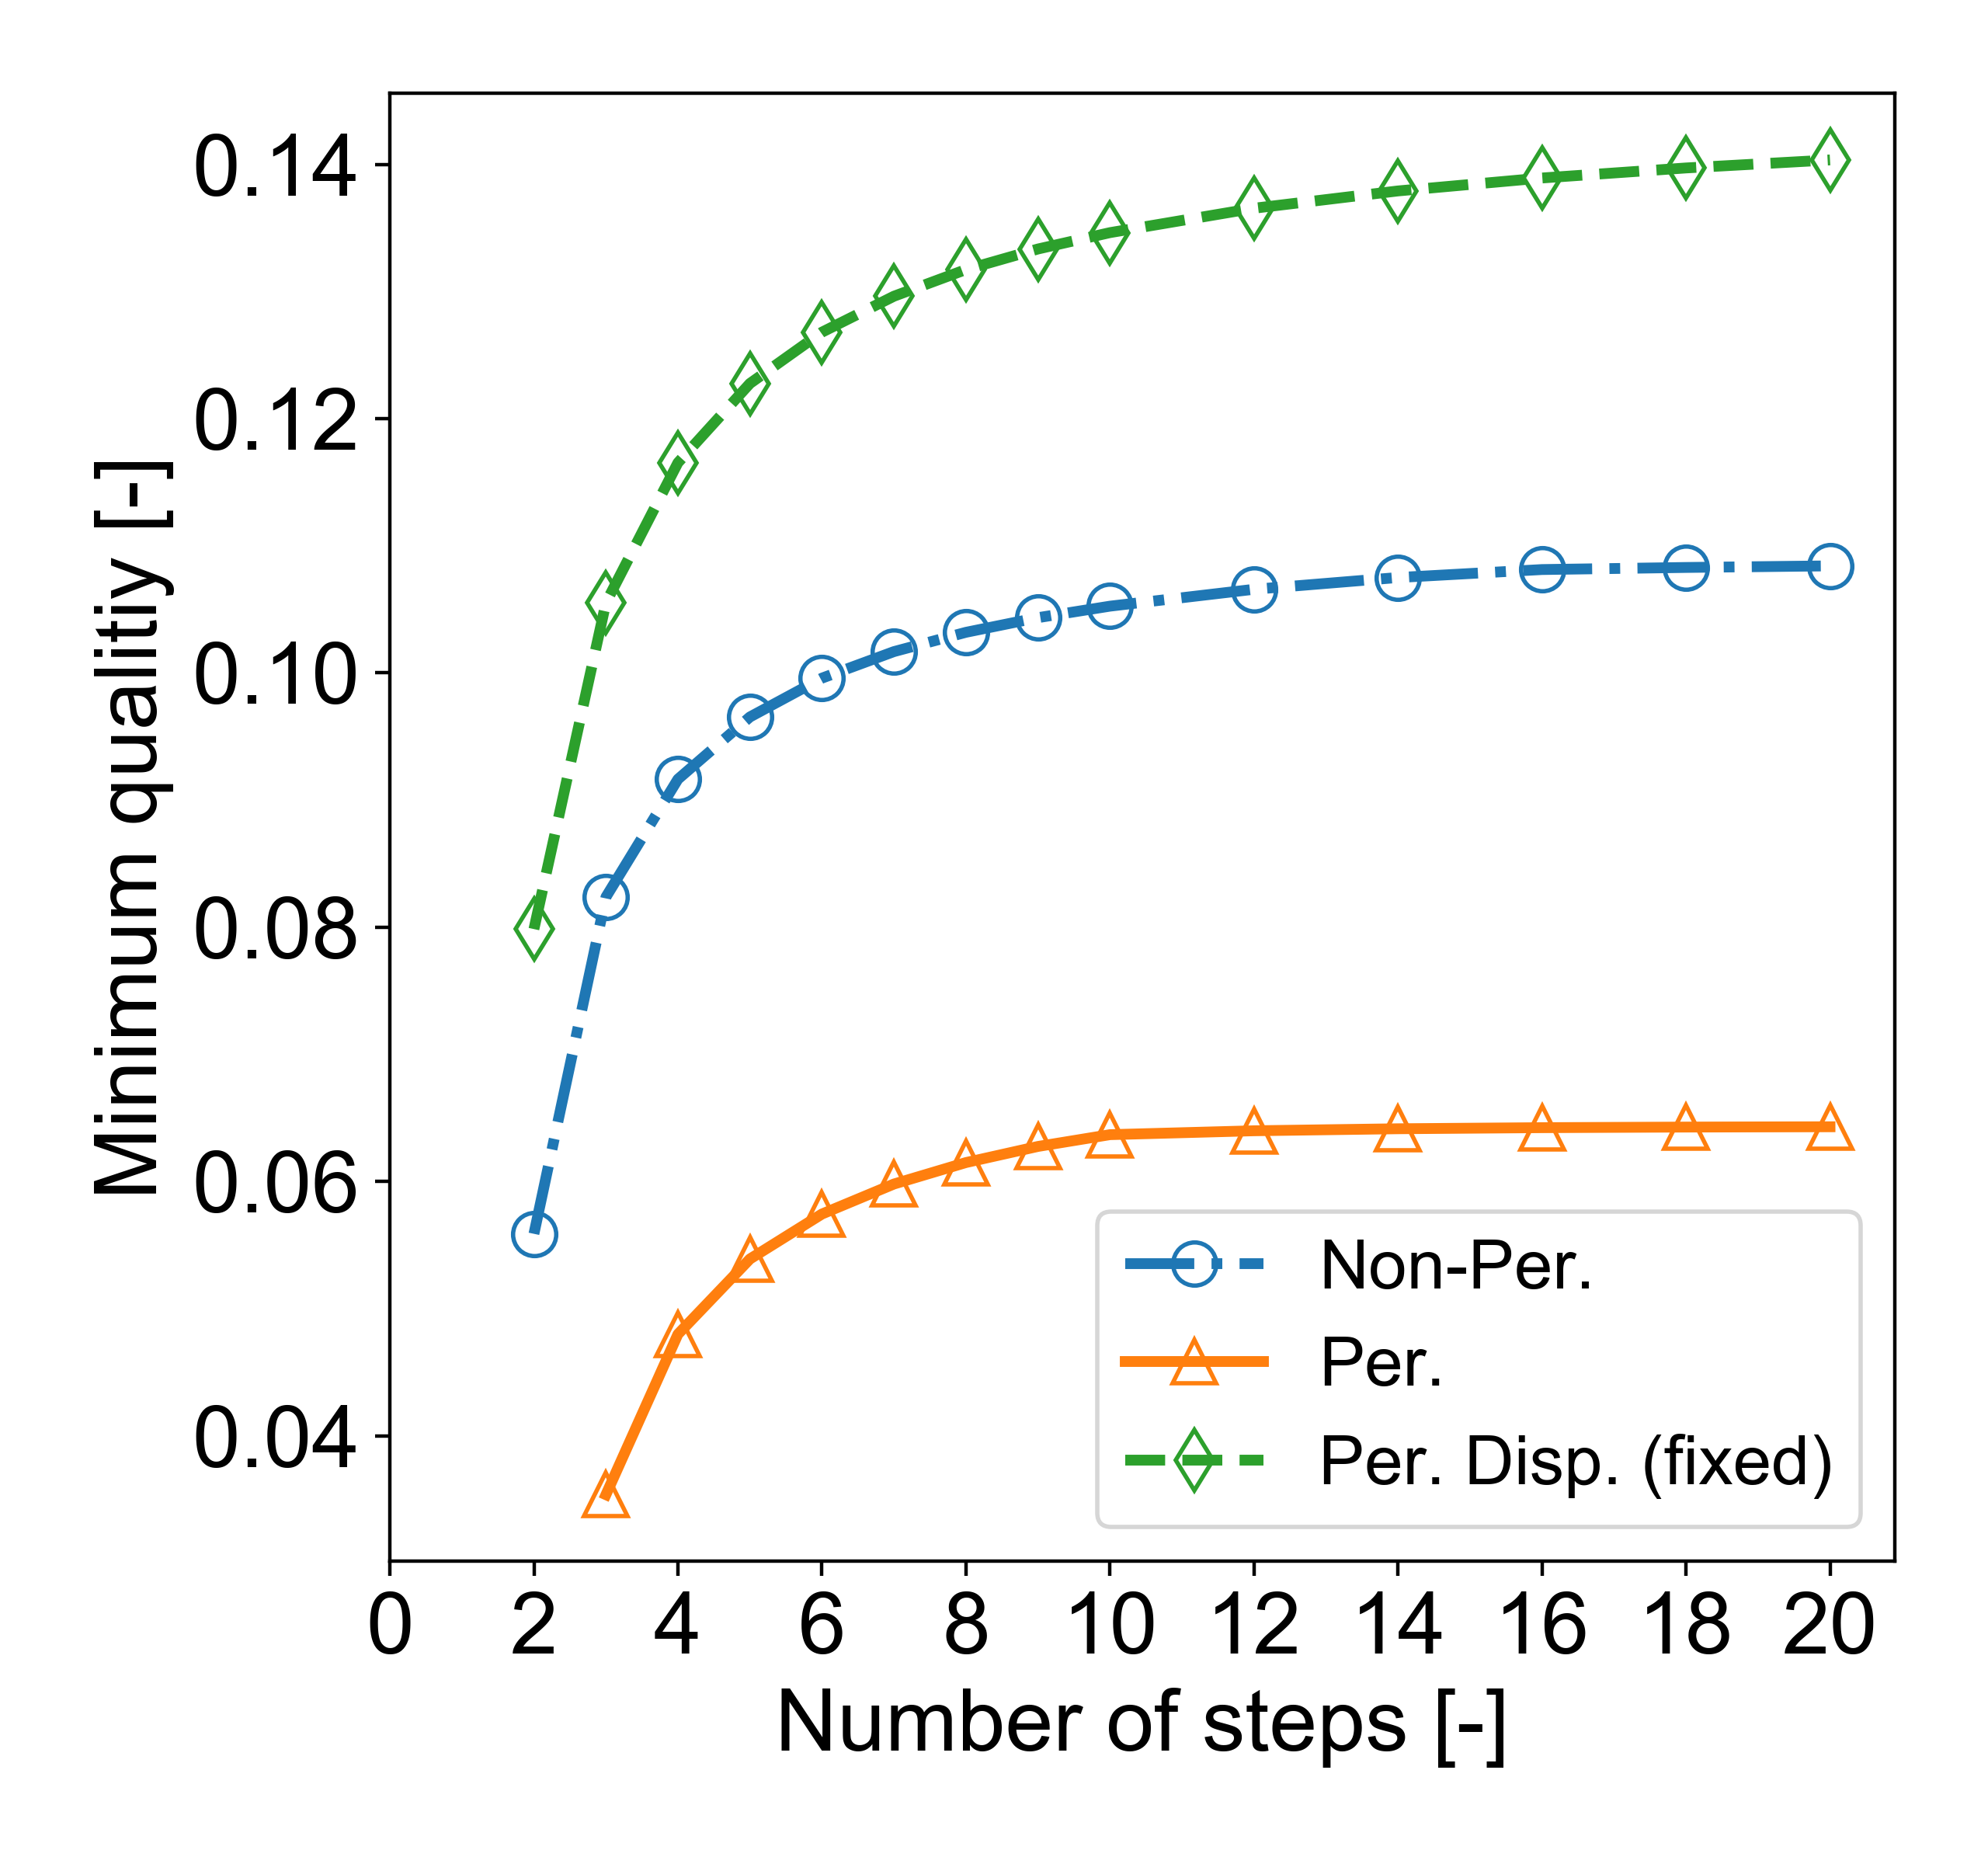 0.14
0.12
0.10
0.08
0.06
0.04
Minimum quality [-]
0 2 4 6 8 10 12 14 16 18 20
Number of steps [-]
Non-Per.
Per.
Per. Disp. (fixed)